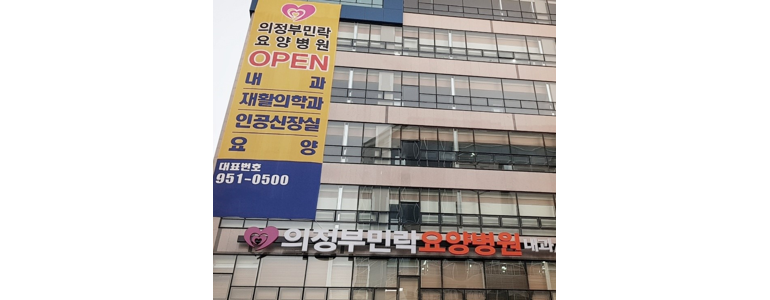 의정부민락
요양병원
OPEN
내 과
재활의학과
인공신장실
요 양
대표번호
951-0500
의정부민락요양병원 내과